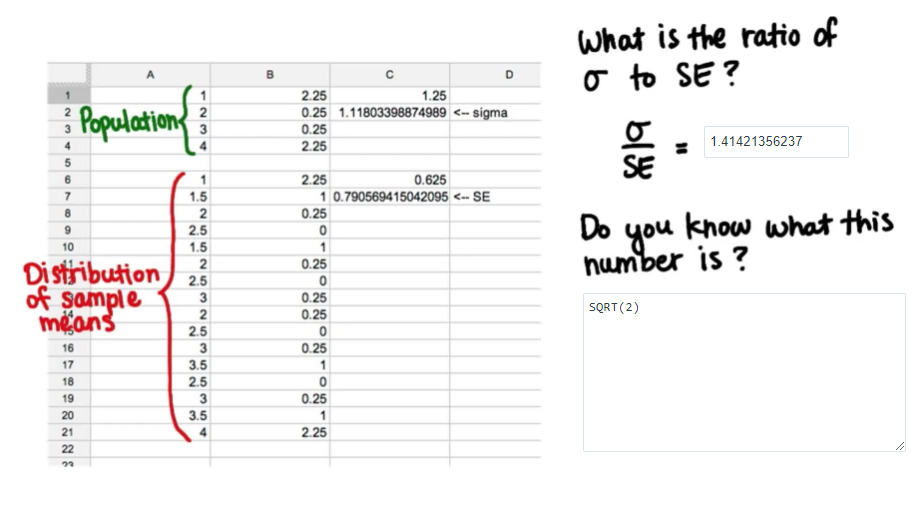 What is the ratio of
σ to SE?
A B C D
1 1 2.25 1.25
2 2 0.25 1.11803398874989 <-- sigma
3 3 0.25
4 4 2.25
Population
5
6 1 2.25 0.625
7 1.5 1 0.790569415042095 <-- SE
8 2 0.25
9 2.5 0
10 1.5 1
11 2 0.25
2.5 0
3 0.25
14 2 0.25
15 2.5 0
16 3 0.25
17 3.5 1
18 2.5 0
19 3 0.25
20 3.5 1
21 4 2.25
22
23
Distribution
of sample
means
σ
SE
= 1.41421356237
Do you know what this
number is?
SQRT(2)